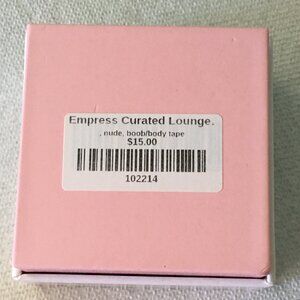 Empress Curated Lounge.
, nude, boob/body tape
$15.00
102214